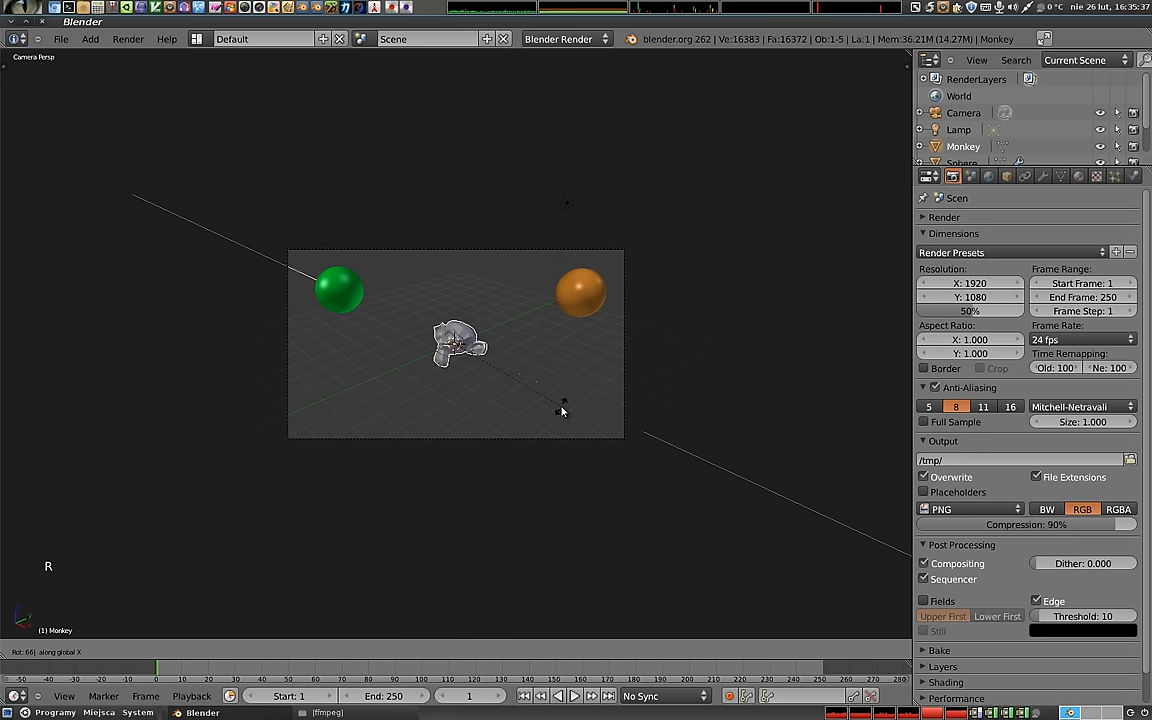 0 °C nie 26 lut, 16:35:37
Blender
File Add Render Help Default Scene Blender Render blender.org 262 | Ve:16383 | Fa:16372 | Ob:1-5 | La:1 | Mem:36.21M (14.27M) | Monkey
Camera Persp
View Search Current Scene
RenderLayers
World
Camera
Lamp
Monkey
Sphere
Scen
Render
Dimensions
Render Presets
Resolution: Frame Range:
X: 1920 Start Frame: 1
Y: 1080 End Frame: 250
50% Frame Step: 1
Aspect Ratio: Frame Rate:
X: 1.000 24 fps
Y: 1.000 Time Remapping:
Border Crop Old: 100 Ne: 100
Anti-Aliasing
5 8 11 16 Mitchell-Netravali
Full Sample Size: 1.000
Output
/tmp/
Overwrite File Extensions
Placeholders
PNG BW RGB RGBA
Compression: 90%
Post Processing
Compositing Dither: 0.000
Sequencer
Fields Edge
Upper First Lower First Threshold: 10
Still
Bake
Layers
Shading
Performance
R
(1) Monkey
Rot: 66| along global X
-50 -40 -30 -20 -10 0 10 20 30 40 50 60 70 80 90 100 110 120 130 140 150 160 170 180 190 200 210 220 230 240 250 260 270 280
View Marker Frame Playback Start: 1 End: 250 1 No Sync
Programy Miejsca System Blender [ffmpeg]